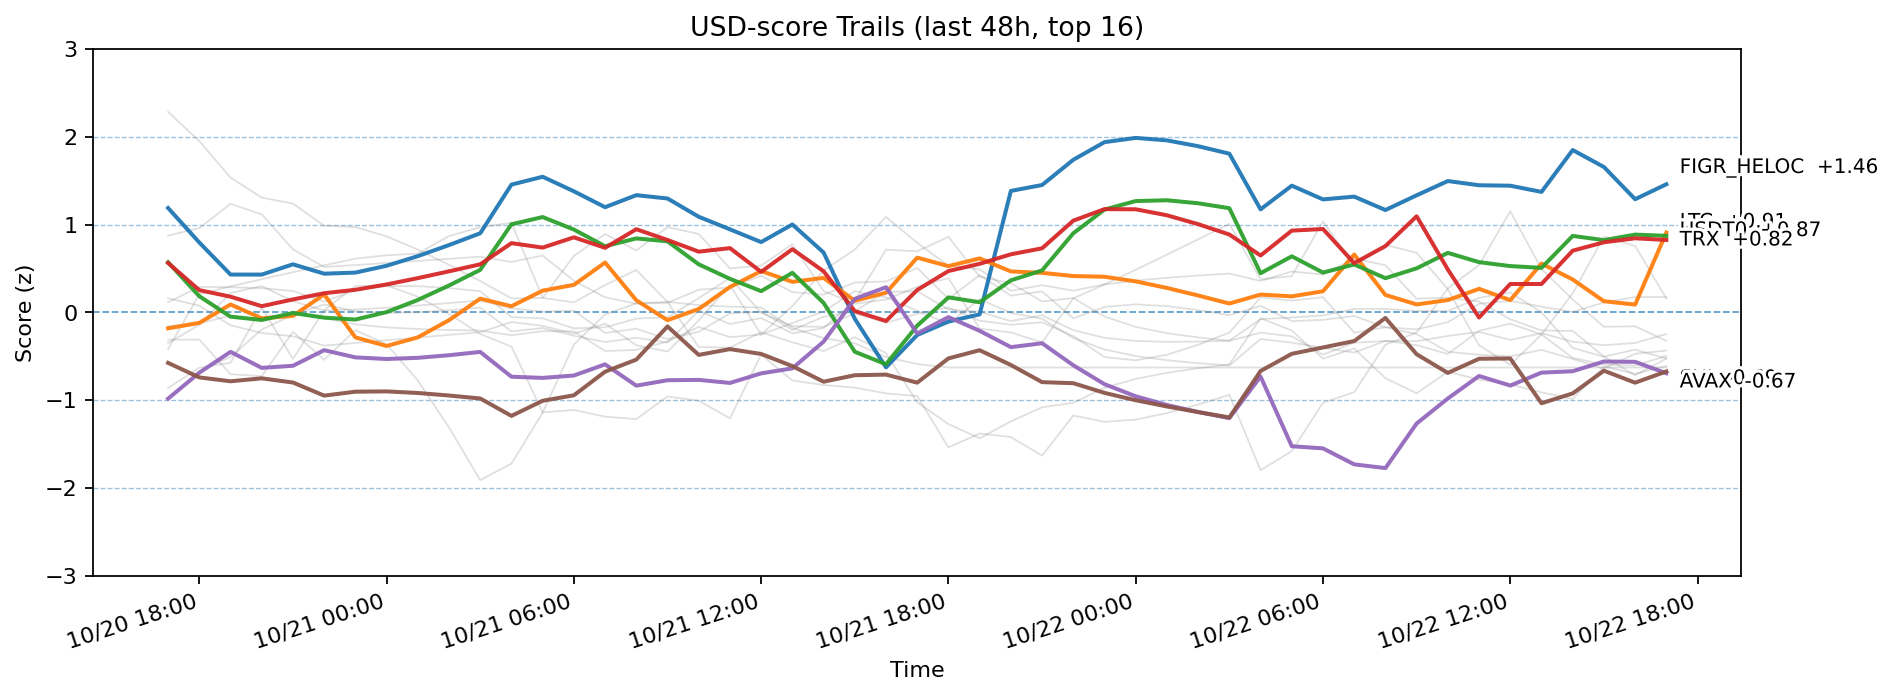 USD-score Trails (last 48h, top 16)
Score (z)
3
2
1
0
−1
−2
−3
FIGR_HELOC +1.46
TRX +0.82
AVAX -0.67
10/20 18:00
10/21 00:00
10/21 06:00
10/21 12:00
10/21 18:00
10/22 00:00
10/22 06:00
10/22 12:00
10/22 18:00
Time